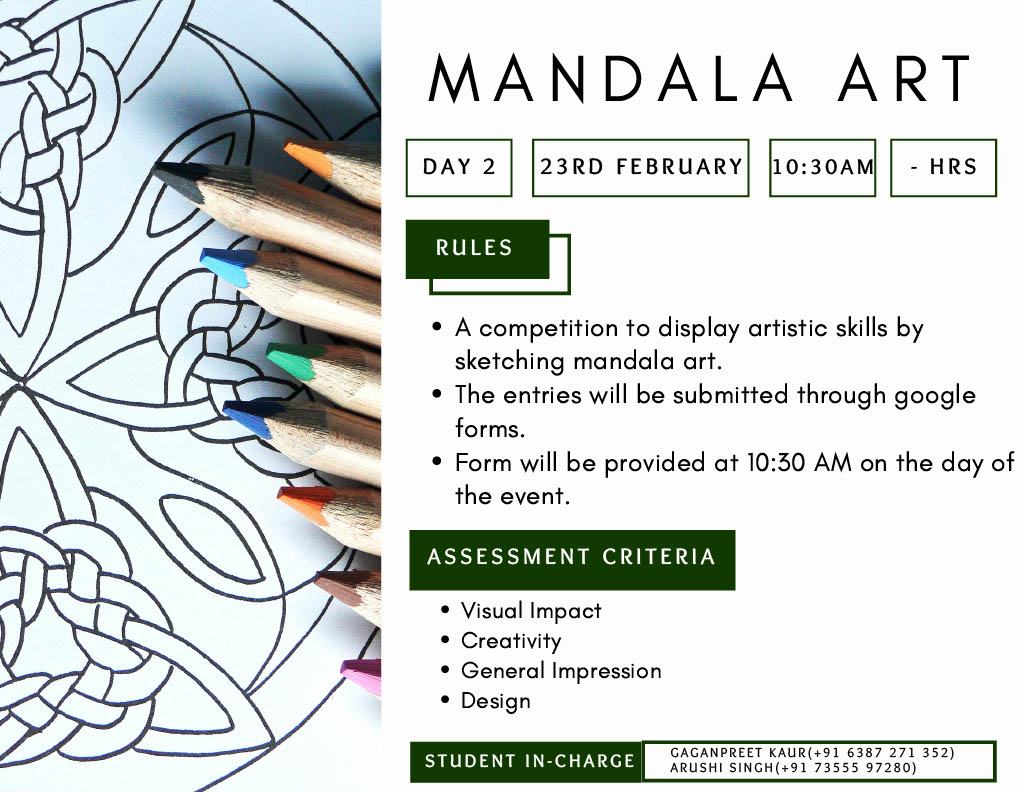 MANDALA ART
DAY 2
23RD FEBRUARY
10:30AM
- HRS
RULES
• A competition to display artistic skills by
sketching mandala art.
• The entries will be submitted through google
forms.
• Form will be provided at 10:30 AM on the day of
the event.
ASSESSMENT CRITERIA
• Visual Impact
• Creativity
• General Impression
• Design
STUDENT IN-CHARGE
GAGANPREET KAUR(+91 6387 271 352)
ARUSHI SINGH(+91 73555 97280)